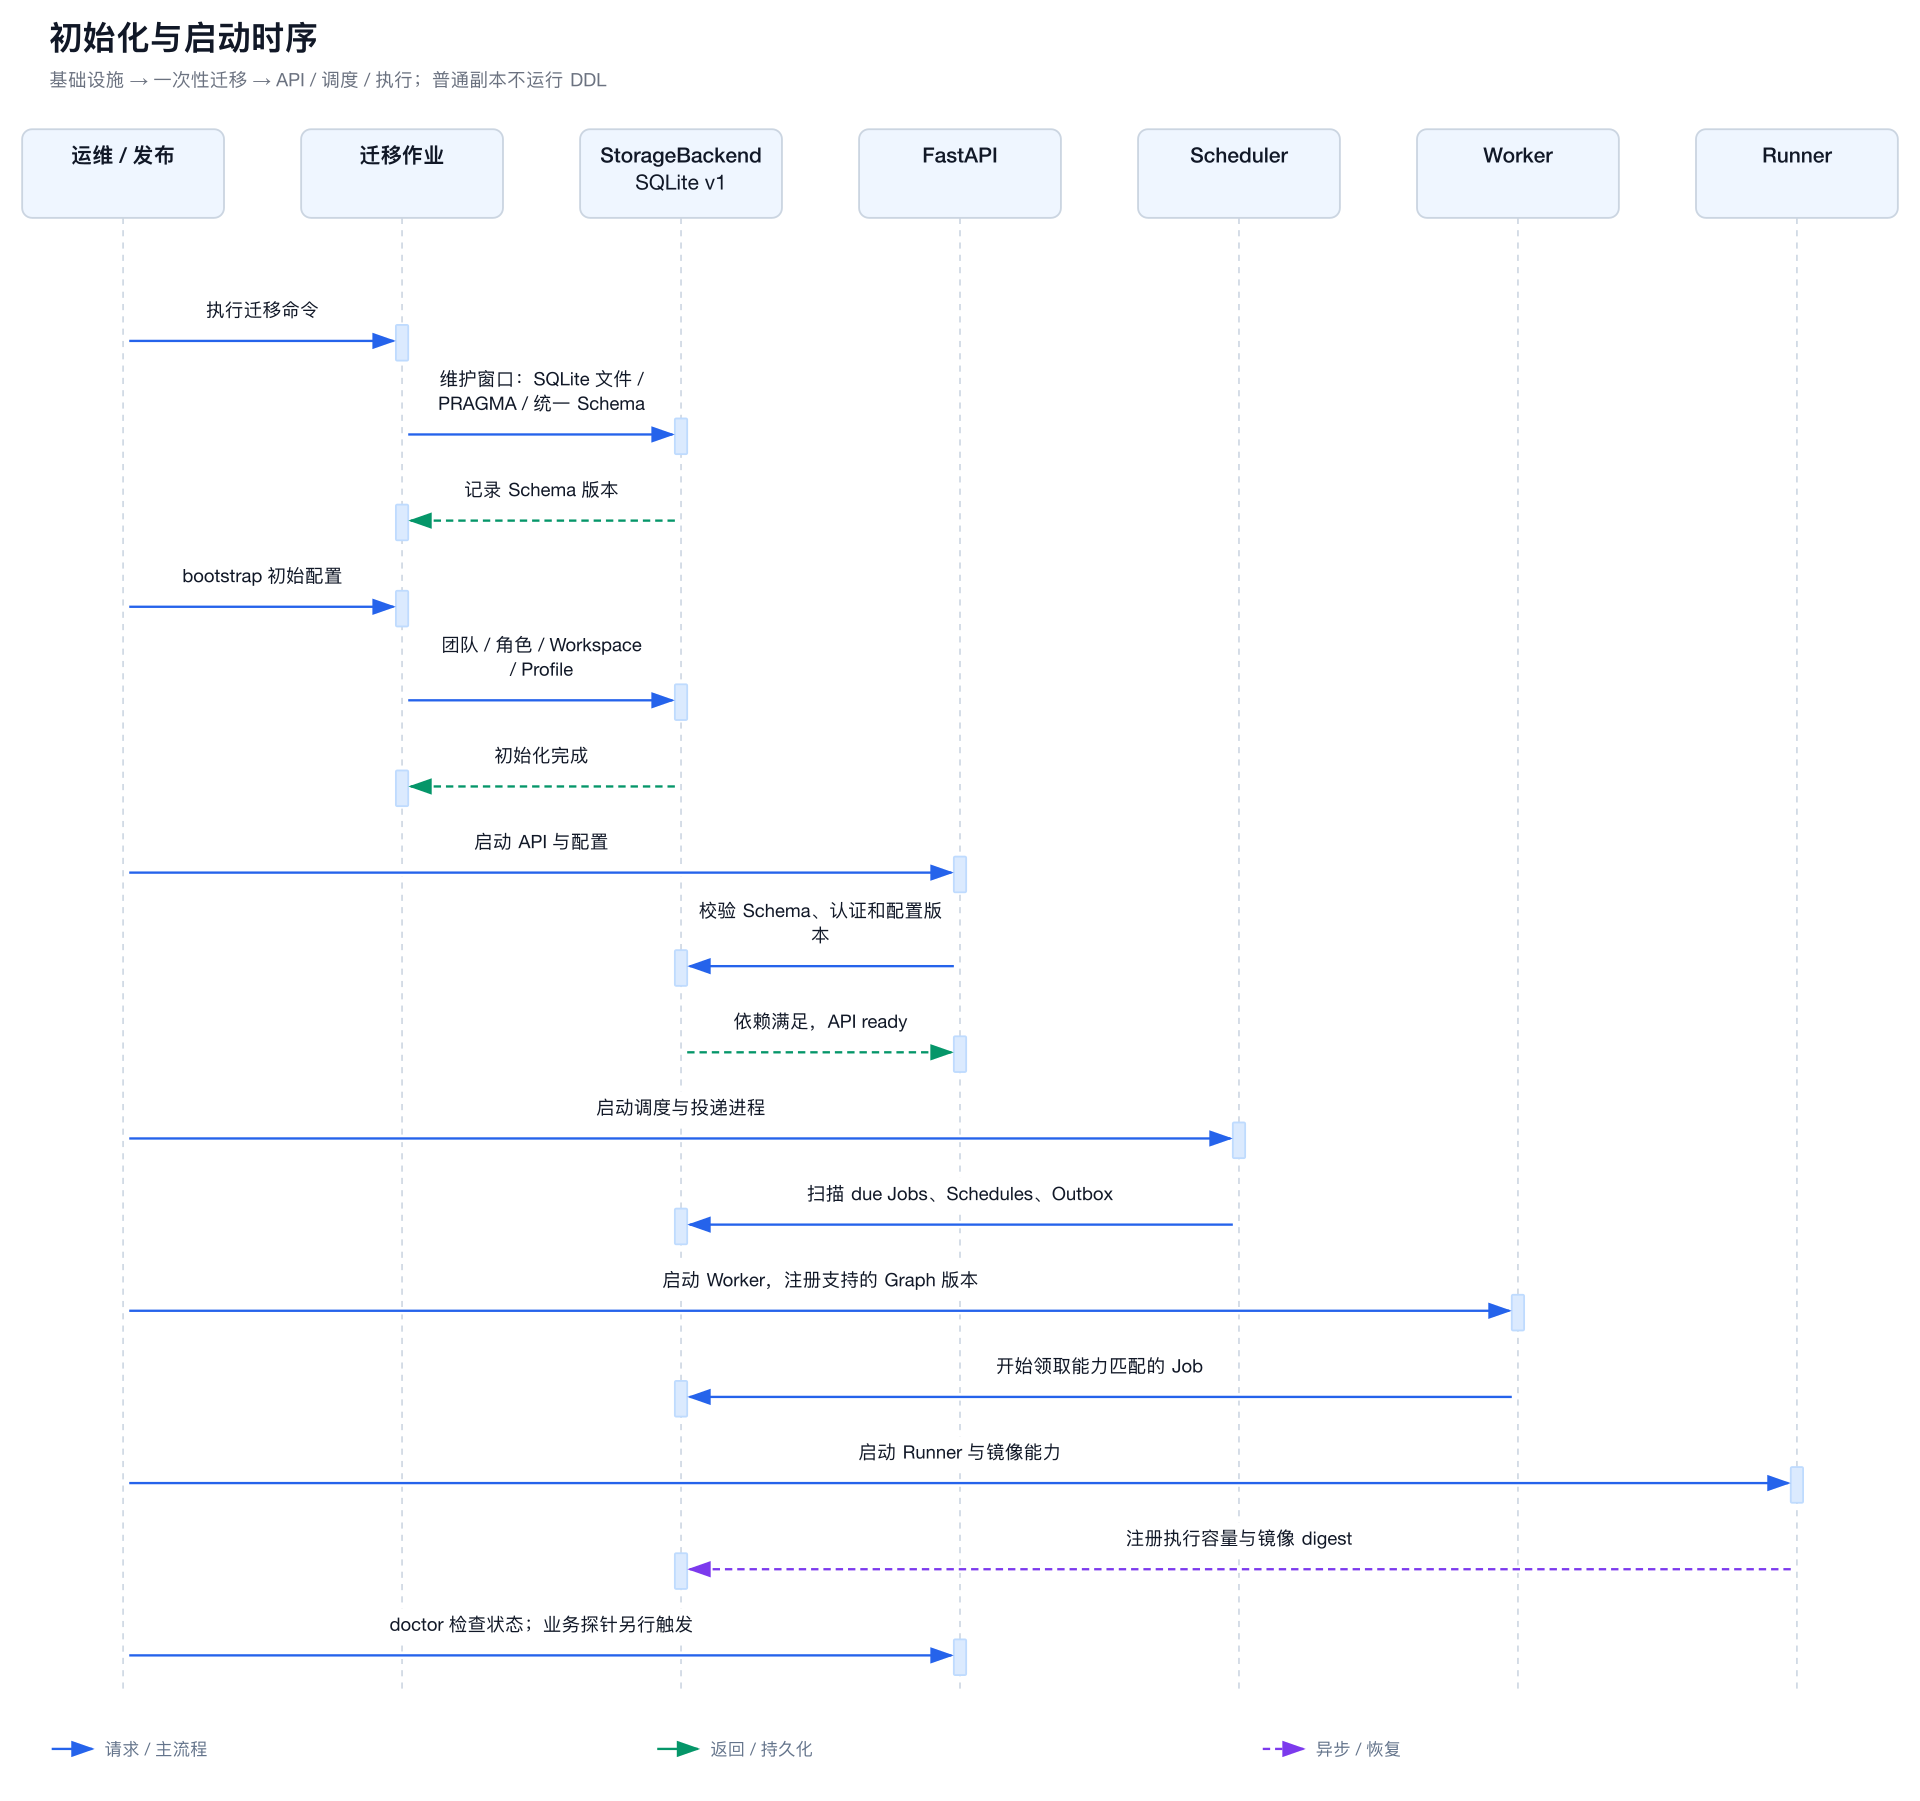 初始化与启动时序
基础设施 → 一次性迁移 → API / 调度 / 执行；普通副本不运行 DDL
运维 / 发布
迁移作业
StorageBackend
SQLite v1
FastAPI
Scheduler
Worker
Runner
执行迁移命令
维护窗口：SQLite 文件 /
PRAGMA / 统一 Schema
记录 Schema 版本
bootstrap 初始配置
团队 / 角色 / Workspace
/ Profile
初始化完成
启动 API 与配置
校验 Schema、认证和配置版
本
依赖满足，API ready
启动调度与投递进程
扫描 due Jobs、Schedules、Outbox
启动 Worker，注册支持的 Graph 版本
开始领取能力匹配的 Job
启动 Runner 与镜像能力
注册执行容量与镜像 digest
doctor 检查状态；业务探针另行触发
请求 / 主流程
返回 / 持久化
异步 / 恢复